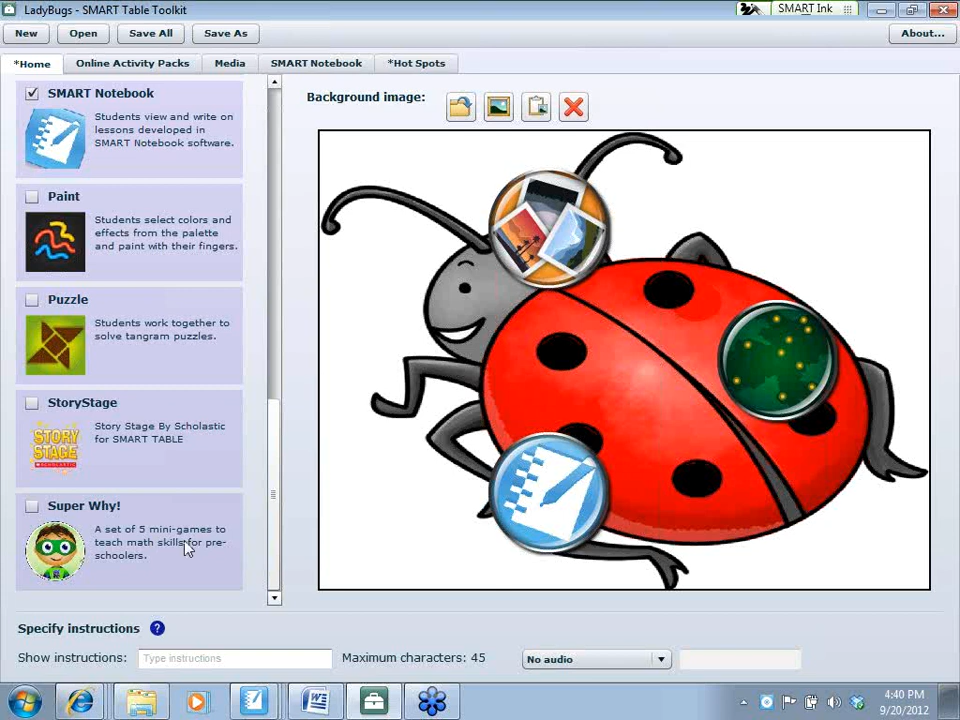 LadyBugs - SMART Table Toolkit
SMART Ink
New
Open
Save All
Save As
About...
*Home
Online Activity Packs
Media
SMART Notebook
*Hot Spots
SMART Notebook
Students view and write on
lessons developed in
SMART Notebook software.
Paint
Students select colors and
effects from the palette
and paint with their fingers.
Puzzle
Students work together to
solve tangram puzzles.
StoryStage
STORY
STAGE
SCHOLASTIC
Story Stage By Scholastic
for SMART TABLE
Super Why!
A set of 5 mini-games to
teach math skills for pre-
schoolers.
Background image:
Specify instructions ?
Show instructions:
Type instructions
Maximum characters: 45
No audio
4:40 PM
9/20/2012